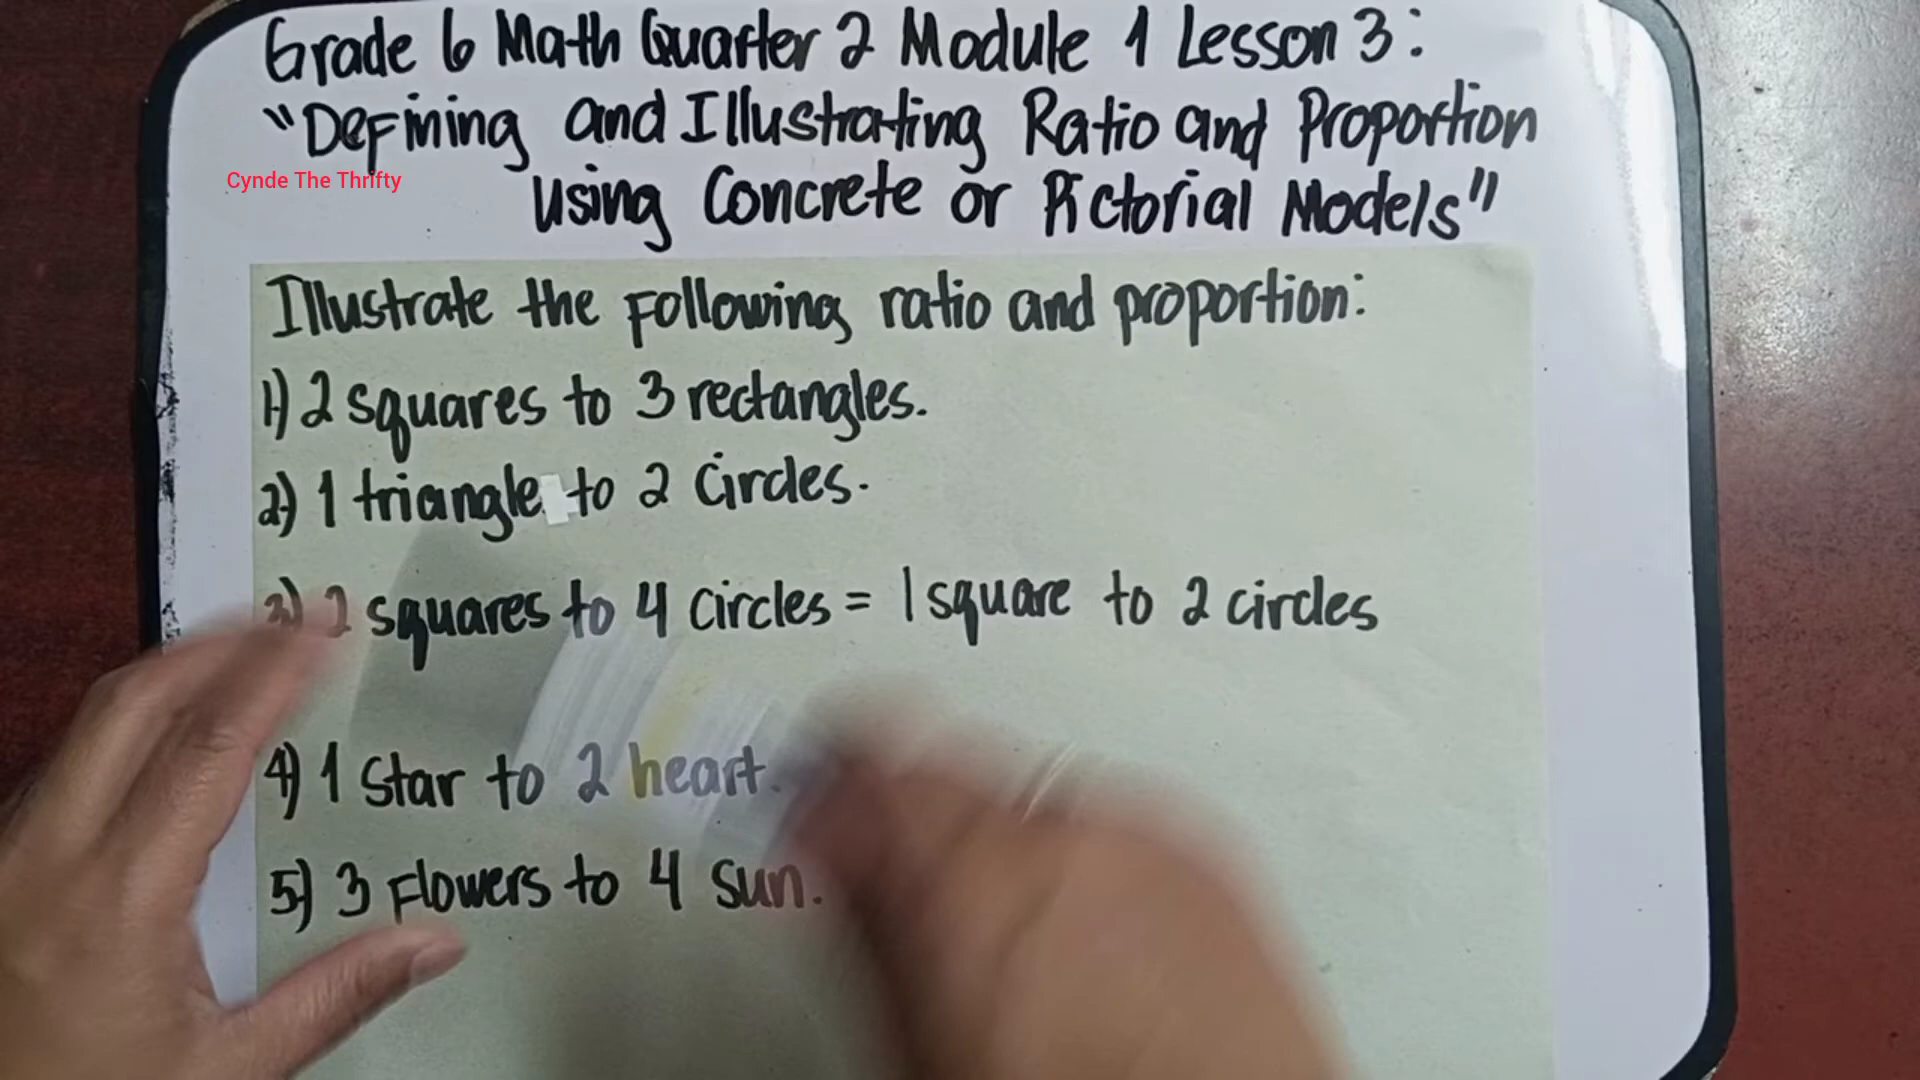 Grade 6 Math Quarter 2 Module 1 Lesson 3:
"Defining and Illustrating Ratio and Proportion
Cynde The Thrifty
using Concrete or Pictorial Models"
Illustrate the following ratio and proportion:
1) 2 squares to 3 rectangles.
2) 1 triangle to 2 Circles.
3) 2 squares to 4 circles = 1 square to 2 circles
4) 1 Star to 2 heart.
5) 3 Flowers to 4 Sun.